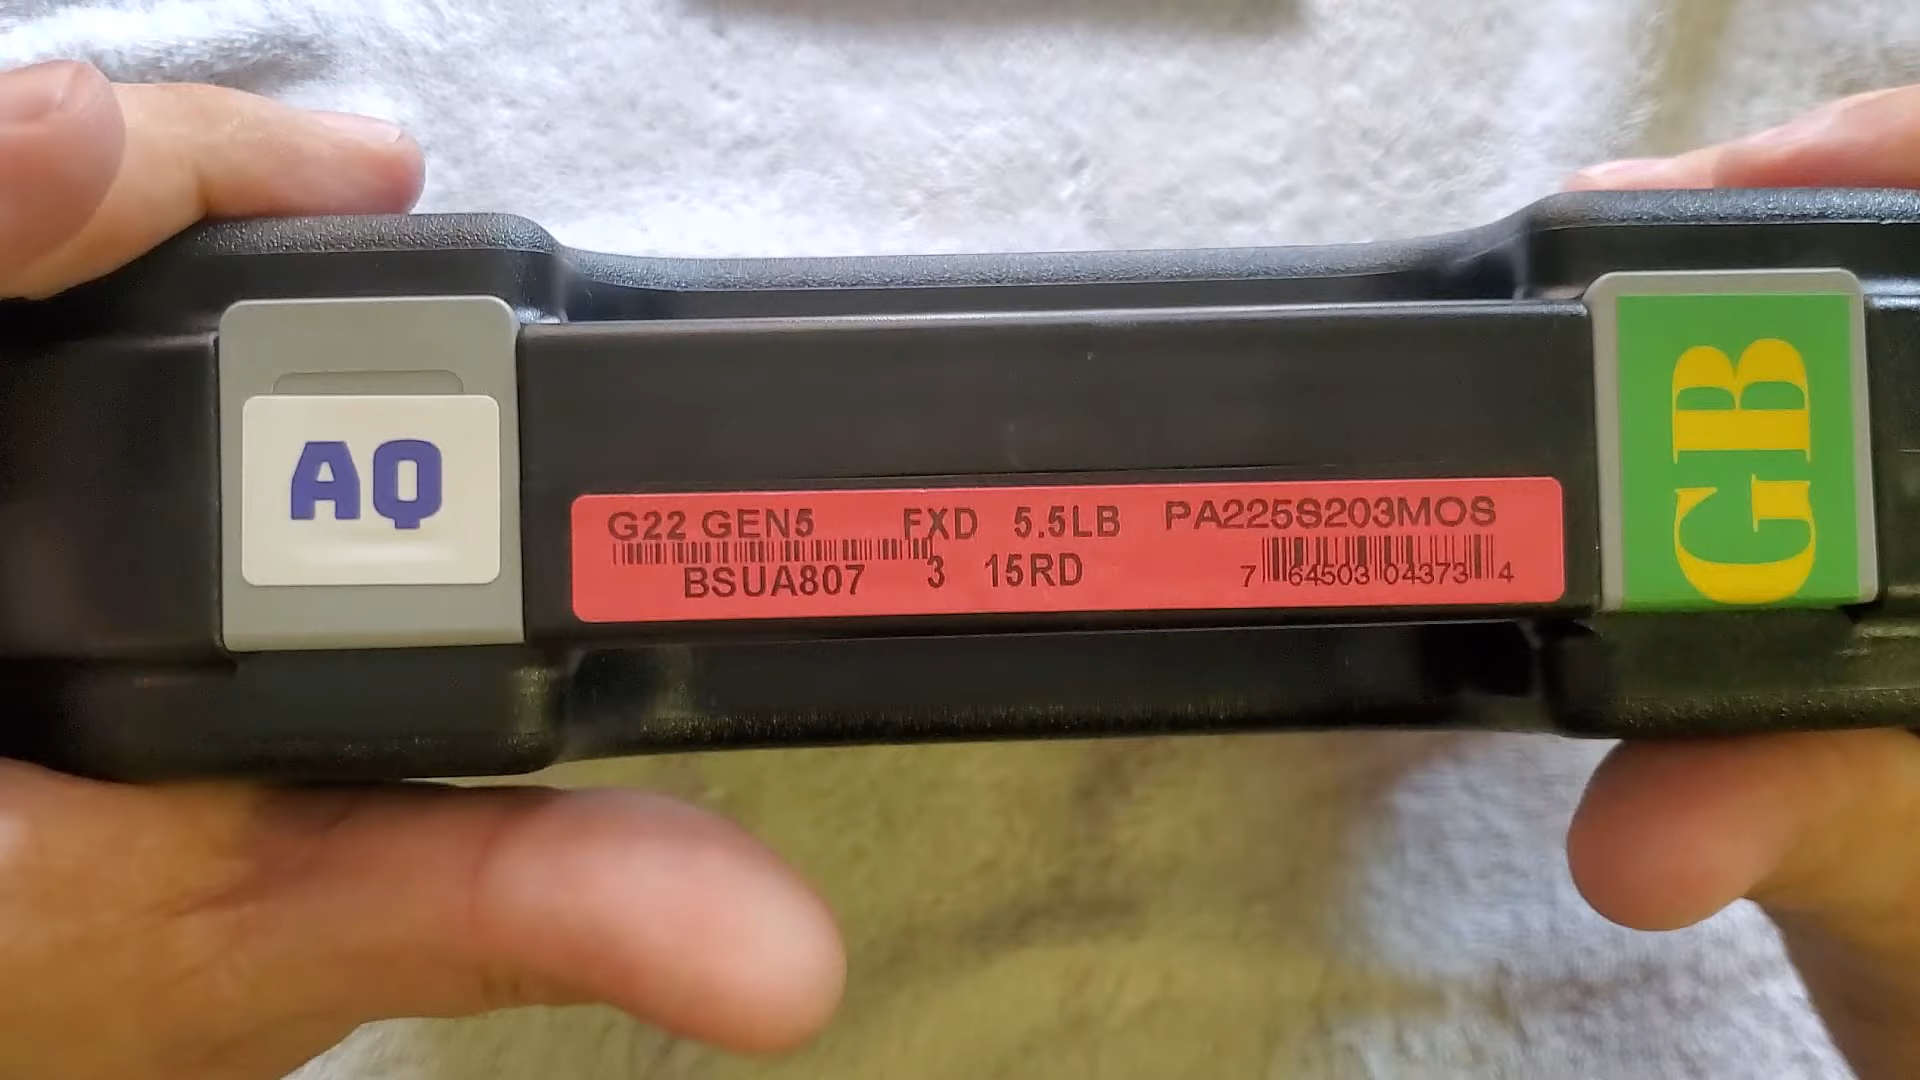 AQ
G22 GEN5 FXD 5.5LB PA225S203MOS
BSUA807 3 15RD 7 64503 04373 4
GB